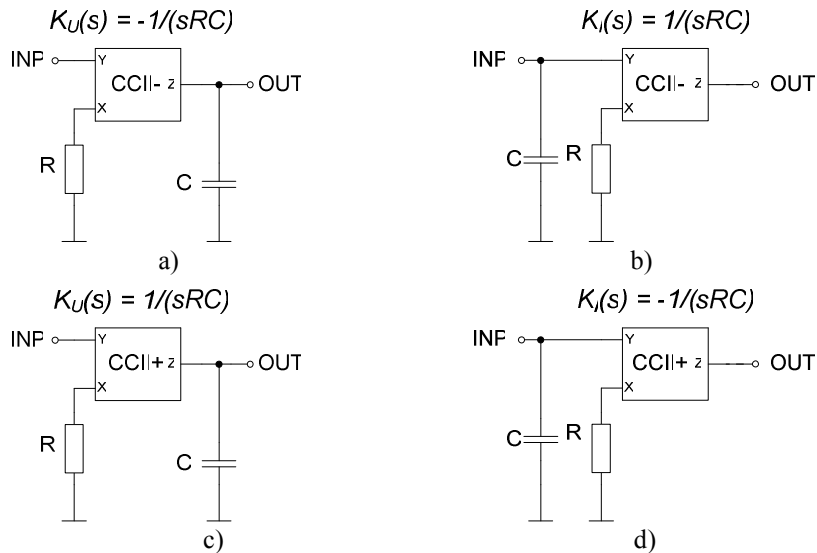 K_U(s) = -1/(sRC)
INP
Y
CCII- z
X
OUT
R
C
a)
K_I(s) = 1/(sRC)
INP
Y
CCII- z
X
OUT
C
R
b)
K_U(s) = 1/(sRC)
INP
Y
CCII+ z
X
OUT
R
C
c)
K_I(s) = -1/(sRC)
INP
Y
CCII+ z
X
OUT
C
R
d)